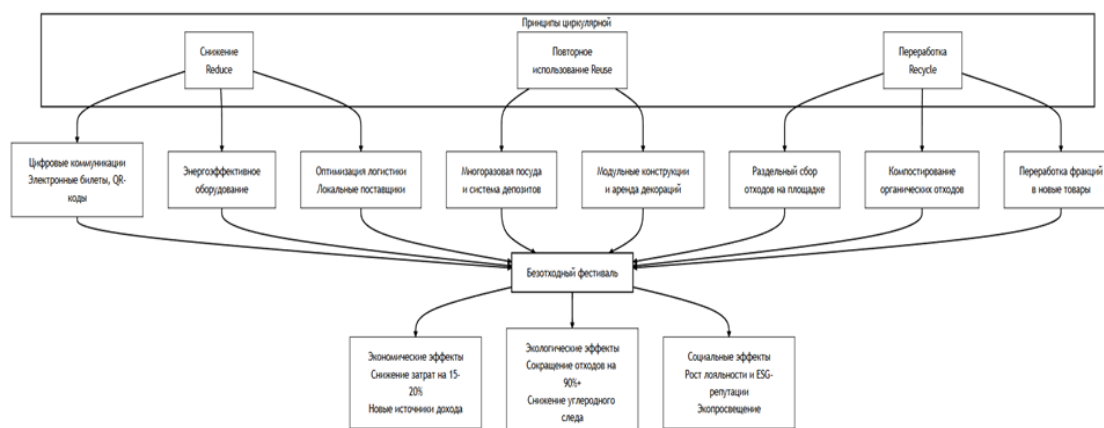 Принципы циркулярной
Снижение
Reduce
Повторное
использование Reuse
Переработка
Recycle
Цифровые коммуникации
Электронные билеты, QR-
коды
Энергоэффективное
оборудование
Оптимизация логистики
Локальные поставщики
Многоразовая посуда
и система депозитов
Модульные конструкции
и аренда декораций
Раздельный сбор
отходов на площадке
Компостирование
органических отходов
Переработка фракций
в новые товары
Безотходный фестиваль
Экономические эффекты
Снижение затрат на 15-
20%
Новые источники дохода
Экологические эффекты
Сокращение отходов на
90%+
Снижение углеродного
следа
Социальные эффекты
Рост лояльности и ESG-
репутации
Экопросвещение